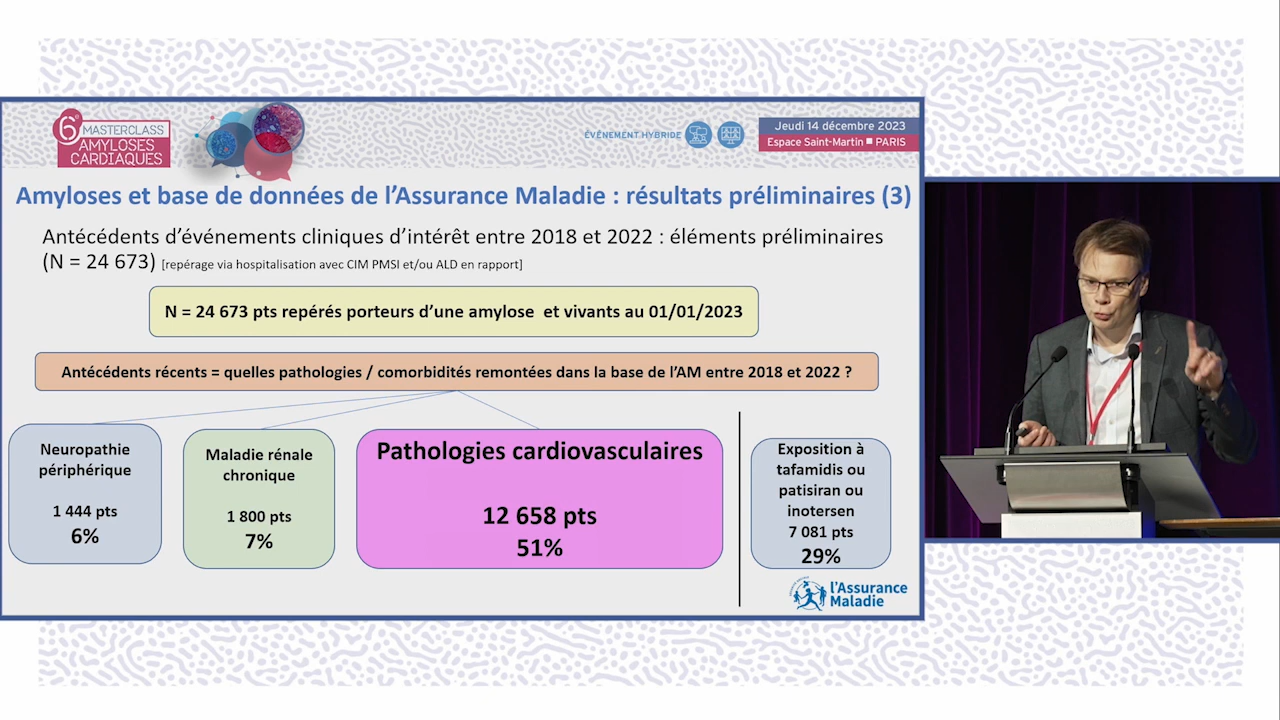 6e
MASTERCLASS
AMYLOSES
CARDIAQUES
ÉVÉNEMENT HYBRIDE
Jeudi 14 décembre 2023
Espace Saint-Martin ■ PARIS
Amyloses et base de données de l'Assurance Maladie : résultats préliminaires (3)
Antécédents d'événements cliniques d'intérêt entre 2018 et 2022 : éléments préliminaires
(N = 24 673) [repérage via hospitalisation avec CIM PMSI et/ou ALD en rapport]
N = 24 673 pts repérés porteurs d'une amylose et vivants au 01/01/2023
Antécédents récents = quelles pathologies / comorbidités remontées dans la base de l'AM entre 2018 et 2022 ?
Neuropathie
périphérique
1 444 pts
6%
Maladie rénale
chronique
1 800 pts
7%
Pathologies cardiovasculaires
12 658 pts
51%
Exposition à
tafamidis ou
patisiran ou
inotersen
7 081 pts
29%
l'Assurance
Maladie